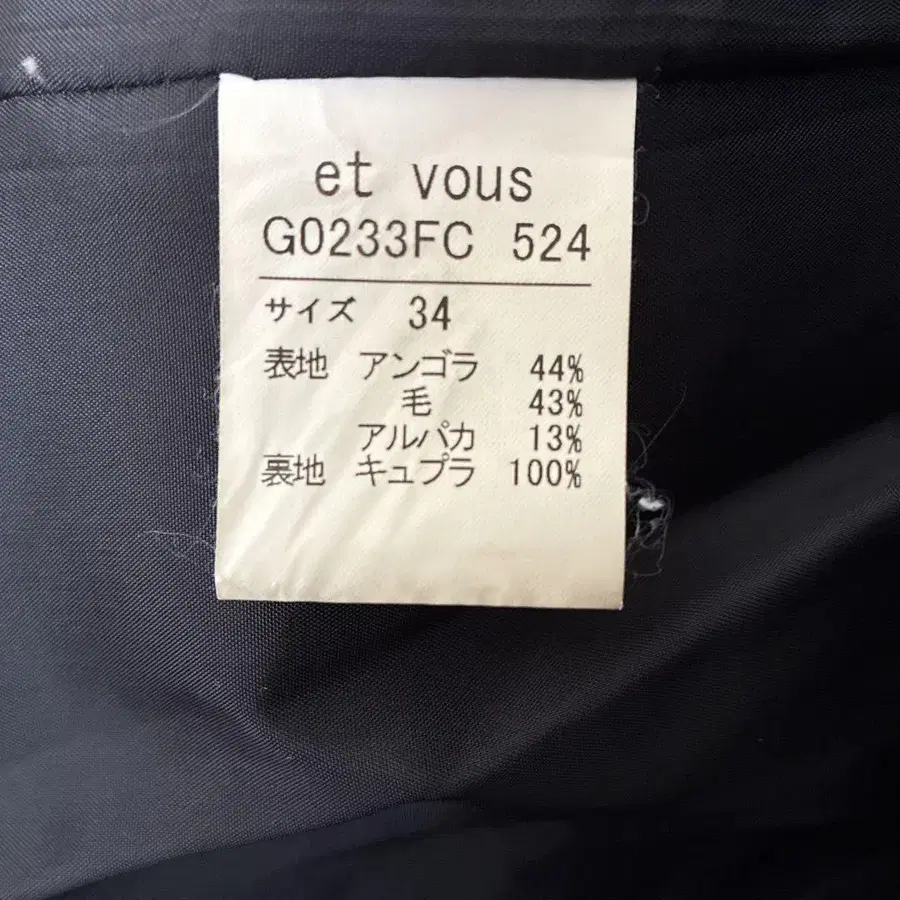 et vous
G0233FC 524
サイズ 34
表地 アンゴラ 44%
毛 43%
アルパカ 13%
裏地 キュプラ 100%